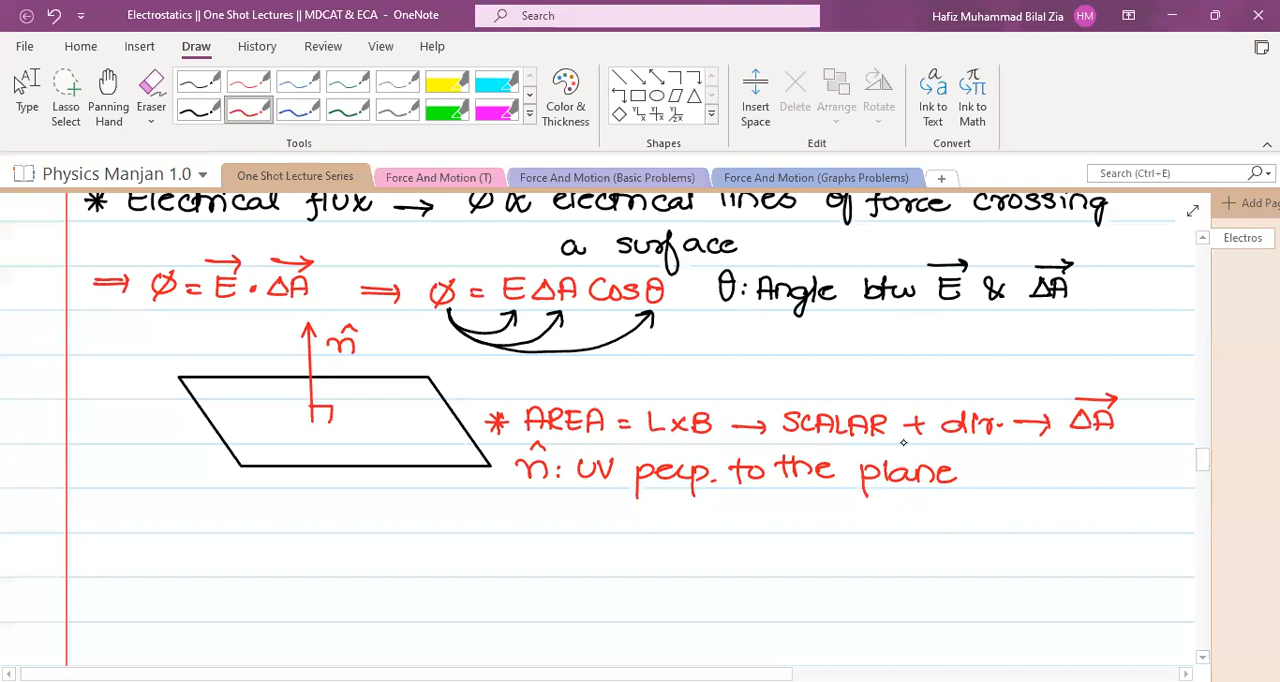 Electrostatics || One Shot Lectures || MDCAT & ECA - OneNote
Search
Hafiz Muhammad Bilal Zia HM
File Home Insert Draw History Review View Help
Type Lasso Select Panning Hand Eraser Color & Thickness Insert Space Delete Arrange Rotate Ink to Text Ink to Math
Tools Shapes Edit Convert
Physics Manjan 1.0 One Shot Lecture Series Force And Motion (T) Force And Motion (Basic Problems) Force And Motion (Graphs Problems) + Search (Ctrl+E)
* Electrical flux → Ø ∝ electrical lines of force crossing
a surface
+ Add Pag
Electros
⇒ Ø = E⃗ · ΔA⃗ ⇒ Ø = E ΔA Cosθ θ: Angle btw E⃗ & ΔA⃗
n̂
* AREA = L×B → SCALAR + dir. → ΔA⃗
n̂: UV perp. to the plane